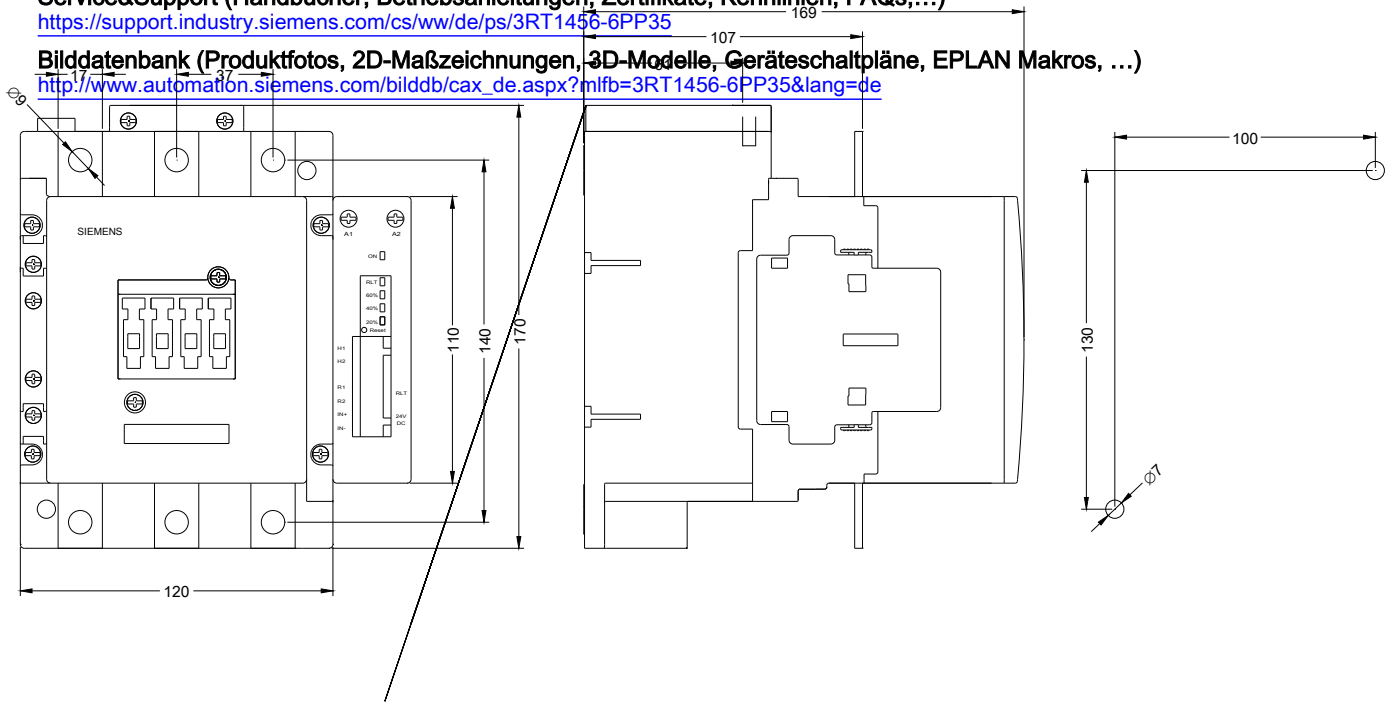 Service&Support (Handbücher, Betriebsanleitungen, Zertifikate, Kennlinien, FAQs,…)
https://support.industry.siemens.com/cs/ww/de/ps/3RT1456-6PP35
Bilddatenbank (Produktfotos, 2D-Maßzeichnungen, 3D-Modelle, Geräteschaltpläne, EPLAN Makros, …)
http://www.automation.siemens.com/bilddb/cax_de.aspx?mlfb=3RT1456-6PP35&lang=de
169
107
17
37
∅9
100
SIEMENS
A1
A2
ON
RLT
60%
40%
20%
Reset
H1
H2
R1
R2
IN+
IN-
RLT
24V
DC
110
140
170
130
∅7
120